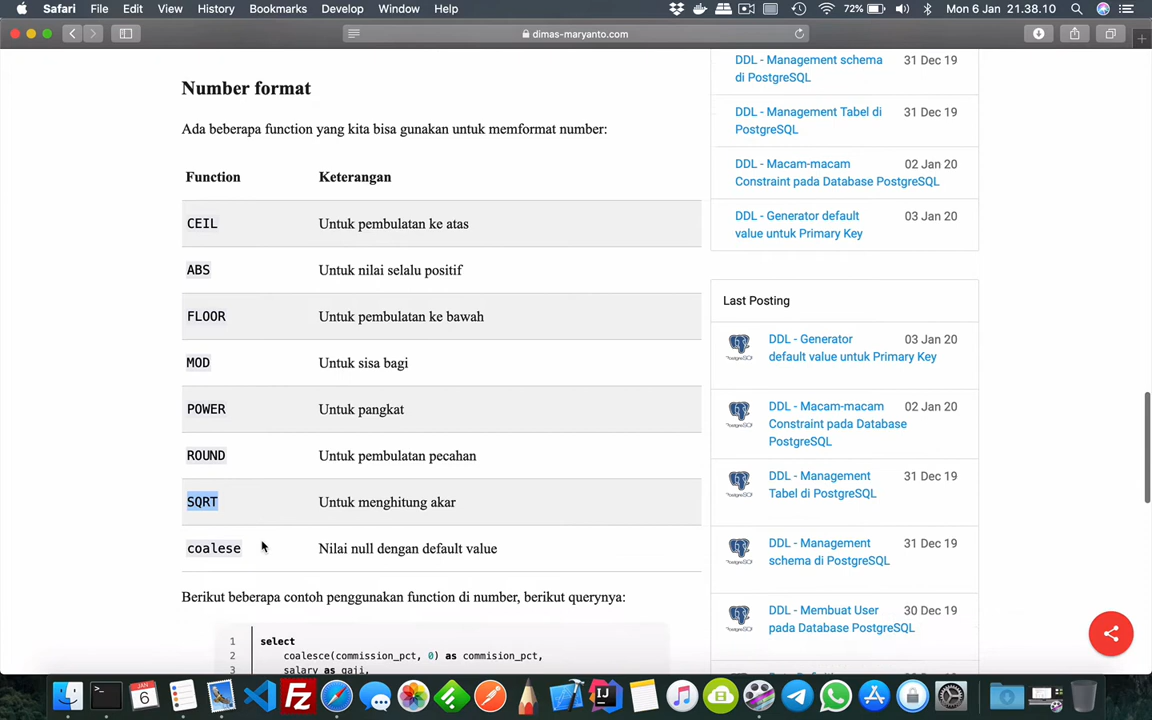 Safari File Edit View History Bookmarks Develop Window Help 72% Mon 6 Jan 21.38.10
dimas-maryanto.com
Number format
Ada beberapa function yang kita bisa gunakan untuk memformat number:
Function Keterangan
CEIL Untuk pembulatan ke atas
ABS Untuk nilai selalu positif
FLOOR Untuk pembulatan ke bawah
MOD Untuk sisa bagi
POWER Untuk pangkat
ROUND Untuk pembulatan pecahan
SQRT Untuk menghitung akar
coalese Nilai null dengan default value
Berikut beberapa contoh penggunakan function di number, berikut querynya:
1 select
2 coalesce(commission_pct, 0) as commision_pct,
3 salary as gaji,
DDL - Management schema 31 Dec 19
di PostgreSQL
DDL - Management Tabel di 31 Dec 19
PostgreSQL
DDL - Macam-macam 02 Jan 20
Constraint pada Database PostgreSQL
DDL - Generator default 03 Jan 20
value untuk Primary Key
Last Posting
DDL - Generator 03 Jan 20
default value untuk Primary Key
DDL - Macam-macam 02 Jan 20
Constraint pada Database
PostgreSQL
DDL - Management 31 Dec 19
Tabel di PostgreSQL
DDL - Management 31 Dec 19
schema di PostgreSQL
DDL - Membuat User 30 Dec 19
pada Database PostgreSQL